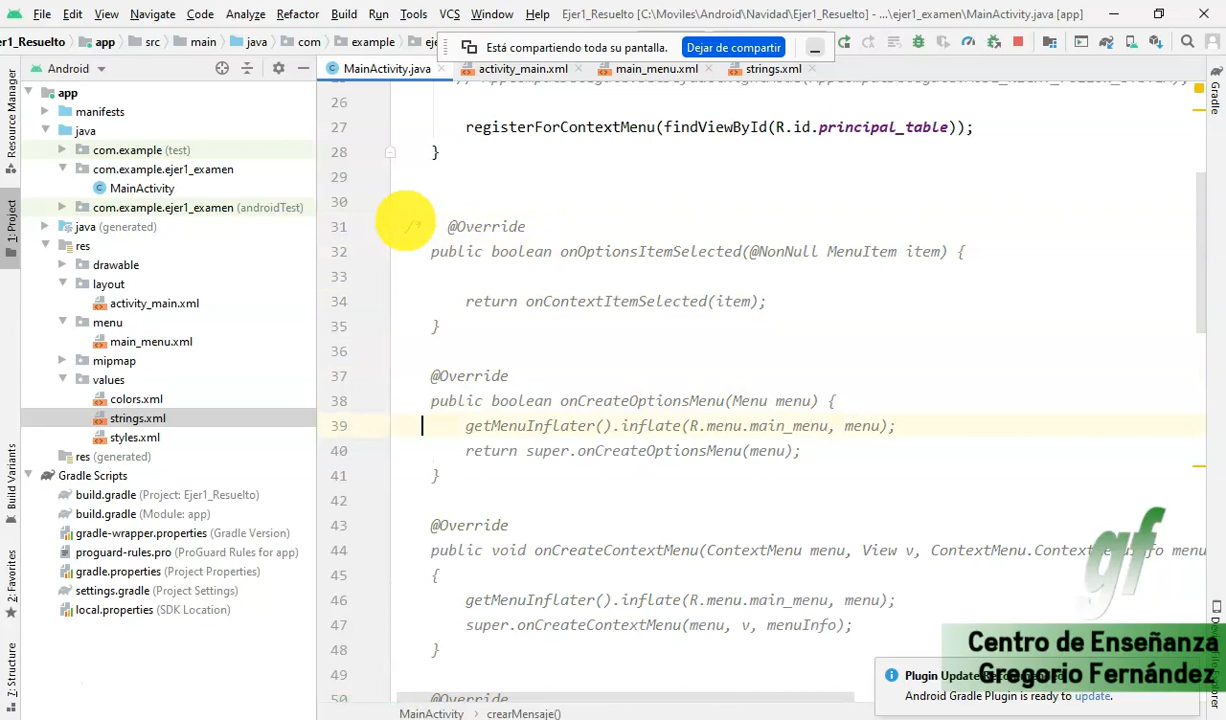 File Edit View Navigate Code Analyze Refactor Build Run Tools VCS Window Help Ejer1_Resuelto [C:\Moviles\Android\Navidad\Ejer1_Resuelto] - ...\ejer1_examen\MainActivity.java [app]
er1_Resuelto app src main java com example
Está compartiendo toda su pantalla. Dejar de compartir
Android
MainActivity.java activity_main.xml main_menu.xml strings.xml
Resource Manager
1: Project
Build Variants
2: Favorites
7: Structure
Gradle
app
manifests
java
com.example (test)
com.example.ejer1_examen
MainActivity
com.example.ejer1_examen (androidTest)
java (generated)
res
drawable
layout
activity_main.xml
menu
main_menu.xml
mipmap
values
colors.xml
strings.xml
styles.xml
res (generated)
Gradle Scripts
build.gradle (Project: Ejer1_Resuelto)
build.gradle (Module: app)
gradle-wrapper.properties (Gradle Version)
proguard-rules.pro (ProGuard Rules for app)
gradle.properties (Project Properties)
settings.gradle (Project Settings)
local.properties (SDK Location)
26
27 registerForContextMenu(findViewById(R.id.principal_table));
28 }
29
30
31 /* @Override
32 public boolean onOptionsItemSelected(@NonNull MenuItem item) {
33
34 return onContextItemSelected(item);
35 }
36
37 @Override
38 public boolean onCreateOptionsMenu(Menu menu) {
39 getMenuInflater().inflate(R.menu.main_menu, menu);
40 return super.onCreateOptionsMenu(menu);
41 }
42
43 @Override
44 public void onCreateContextMenu(ContextMenu menu, View v, ContextMenu.ContextMenuInfo menu
45 {
46 getMenuInflater().inflate(R.menu.main_menu, menu);
47 super.onCreateContextMenu(menu, v, menuInfo);
48 }
49
50 @Override
gf
Centro de Enseñanza
Gregorio Fernández
Plugin Update Recommended
Android Gradle Plugin is ready to update.
MainActivity crearMensaje()